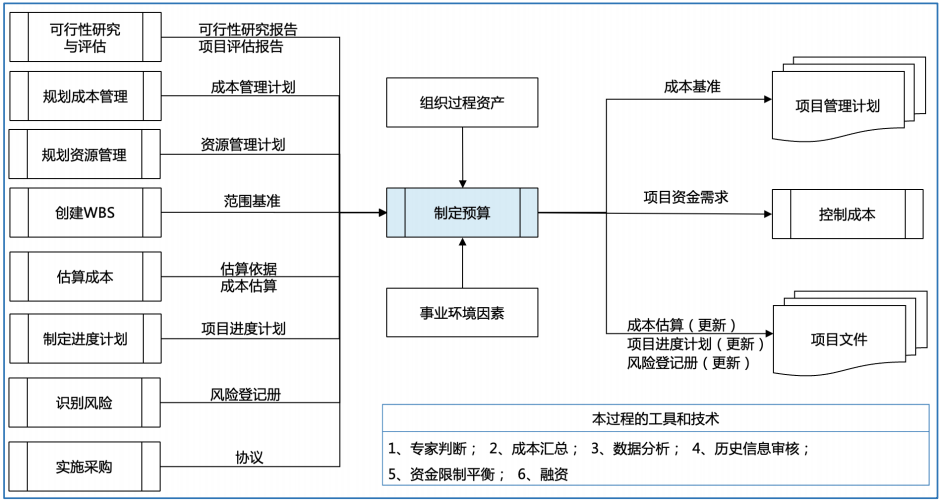 可行性研究
与评估
可行性研究报告
项目评估报告
规划成本管理
成本管理计划
规划资源管理
资源管理计划
创建WBS
范围基准
估算成本
估算依据
成本估算
制定进度计划
项目进度计划
识别风险
风险登记册
实施采购
协议
组织过程资产
制定预算
事业环境因素
成本基准
项目管理计划
项目资金需求
控制成本
成本估算（更新）
项目进度计划（更新）
风险登记册（更新）
项目文件
本过程的工具和技术
1、专家判断； 2、成本汇总； 3、数据分析； 4、历史信息审核；
5、资金限制平衡； 6、融资